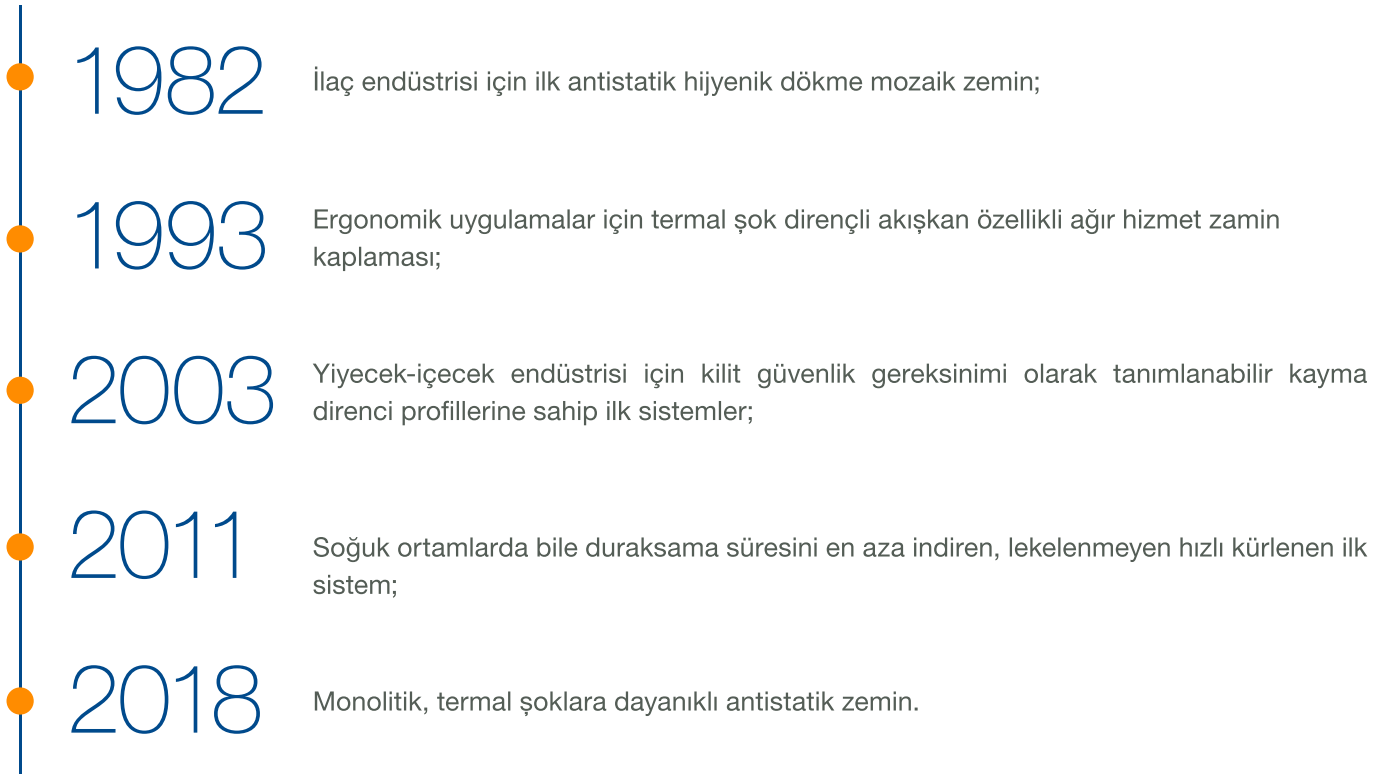 1982
İlaç endüstrisi için ilk antistatik hijyenik dökme mozaik zemin;
1993
Ergonomik uygulamalar için termal şok dirençli akışkan özellikli ağır hizmet zamin
kaplaması;
2003
Yiyecek-içecek endüstrisi için kilit güvenlik gereksinimi olarak tanımlanabilir kayma
direnci profillerine sahip ilk sistemler;
2011
Soğuk ortamlarda bile duraksama süresini en aza indiren, lekelenmeyen hızlı kürlenen ilk
sistem;
2018
Monolitik, termal şoklara dayanıklı antistatik zemin.